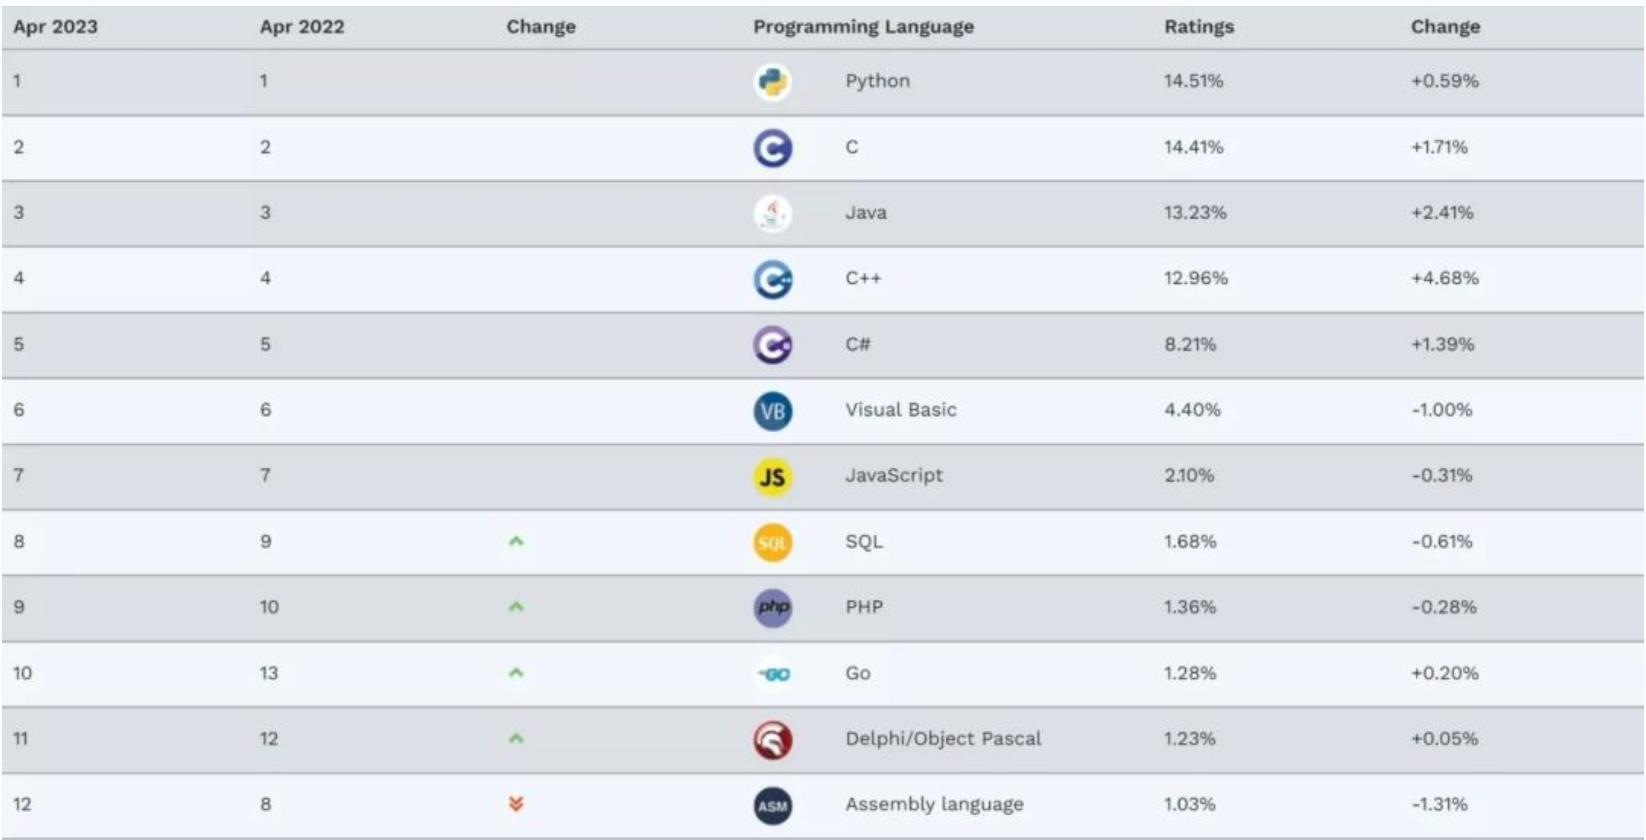 Apr 2023 Apr 2022 Change Programming Language Ratings Change
1 1 Python 14.51% +0.59%
2 2 C 14.41% +1.71%
3 3 Java 13.23% +2.41%
4 4 C++ 12.96% +4.68%
5 5 C# 8.21% +1.39%
6 6 VB Visual Basic 4.40% -1.00%
7 7 JS JavaScript 2.10% -0.31%
8 9 SQL SQL 1.68% -0.61%
9 10 php PHP 1.36% -0.28%
10 13 GO Go 1.28% +0.20%
11 12 Delphi/Object Pascal 1.23% +0.05%
12 8 ASM Assembly language 1.03% -1.31%